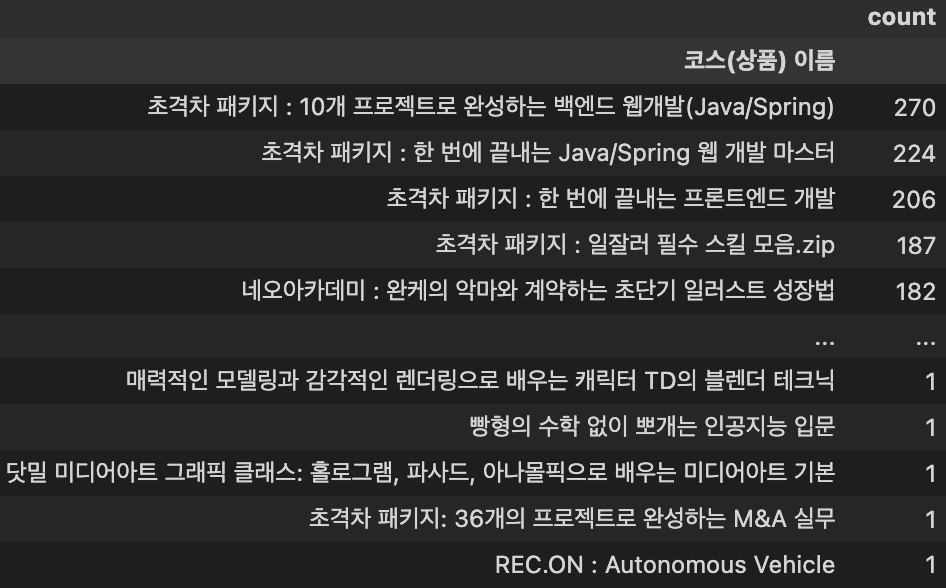 count
코스(상품) 이름
초격차 패키지 : 10개 프로젝트로 완성하는 백엔드 웹개발(Java/Spring) 270
초격차 패키지 : 한 번에 끝내는 Java/Spring 웹 개발 마스터 224
초격차 패키지 : 한 번에 끝내는 프론트엔드 개발 206
초격차 패키지 : 일잘러 필수 스킬 모음.zip 187
네오아카데미 : 완케의 악마와 계약하는 초단기 일러스트 성장법 182
... ...
매력적인 모델링과 감각적인 렌더링으로 배우는 캐릭터 TD의 블렌더 테크닉 1
빵형의 수학 없이 뽀개는 인공지능 입문 1
닷밀 미디어아트 그래픽 클래스: 홀로그램, 파사드, 아나몰픽으로 배우는 미디어아트 기본 1
초격차 패키지: 36개의 프로젝트로 완성하는 M&A 실무 1
REC.ON : Autonomous Vehicle 1